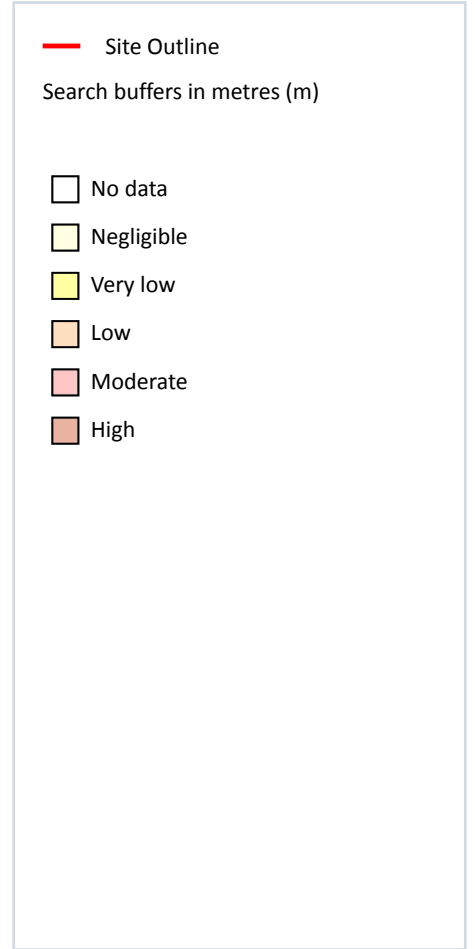 Site Outline
Search buffers in metres (m)
No data
Negligible
Very low
Low
Moderate
High